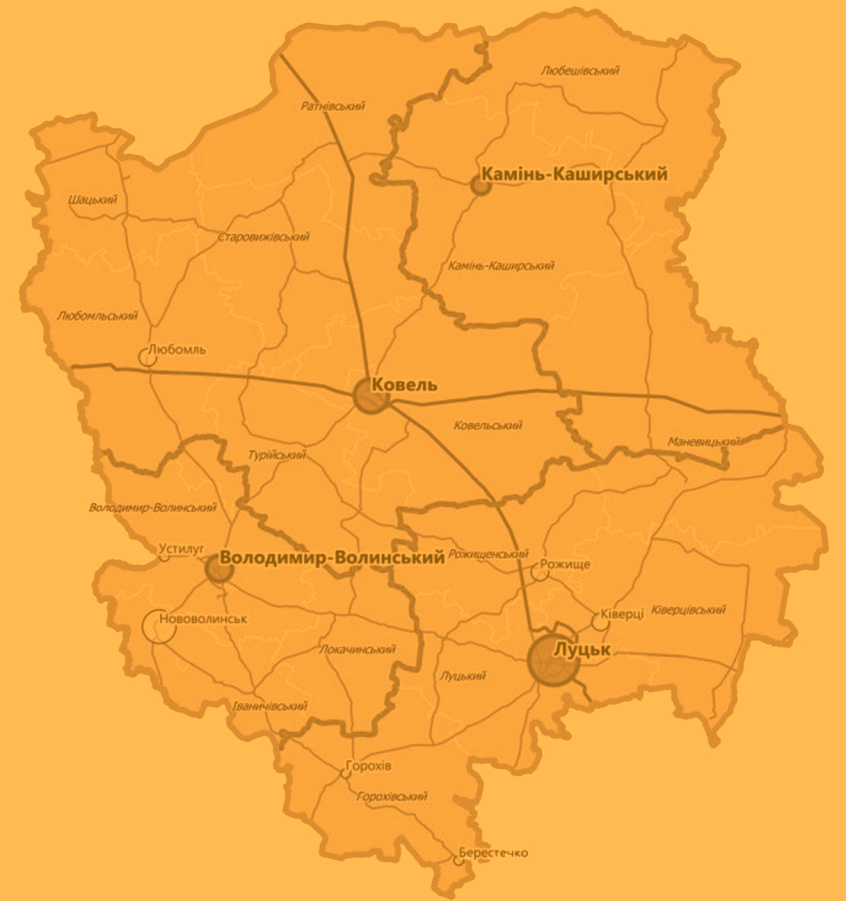 Любешівський
Ратнівський
Камінь-Каширський
Шацький
Старовижівський
Камінь-Каширський
Любомльський
Любомль
Ковель
Ковельський
Маневицький
Турійський
Володимир-Волинський
Устилуг
Володимир-Волинський
Рожищенський
Рожище
Нововолинськ
Ківерці
Ківерцівський
Локачинський
Луцьк
Луцький
Іваничівський
Горохів
Горохівський
Берестечко